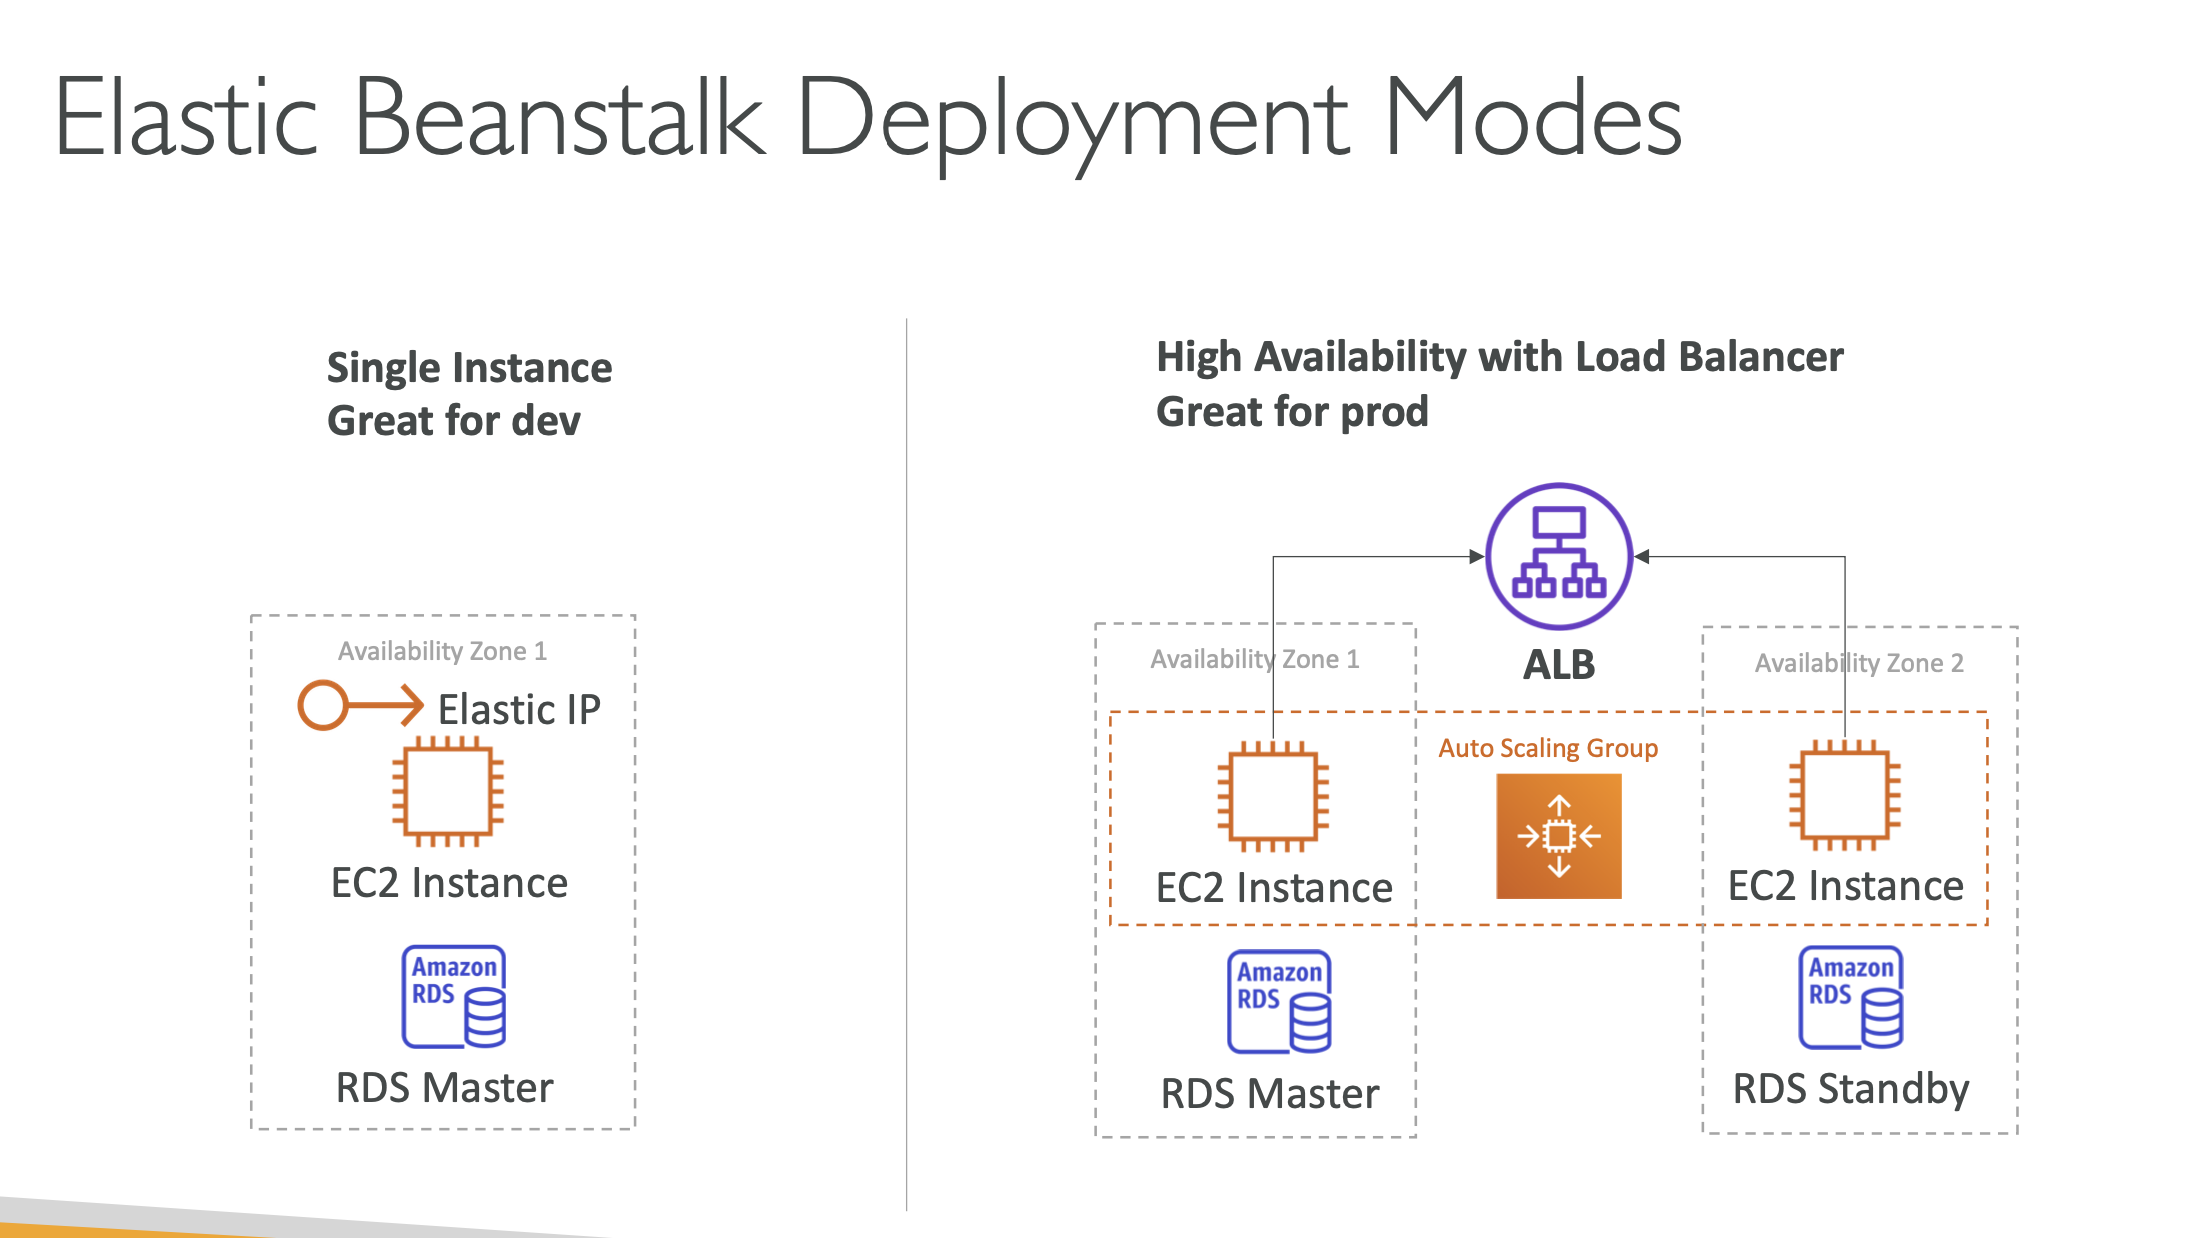 Elastic Beanstalk Deployment Modes
Single Instance
Great for dev
Availability Zone 1
Elastic IP
EC2 Instance
Amazon
RDS
RDS Master
High Availability with Load Balancer
Great for prod
ALB
Availability Zone 1
Availability Zone 2
Auto Scaling Group
EC2 Instance
EC2 Instance
Amazon
RDS
RDS Master
Amazon
RDS
RDS Standby